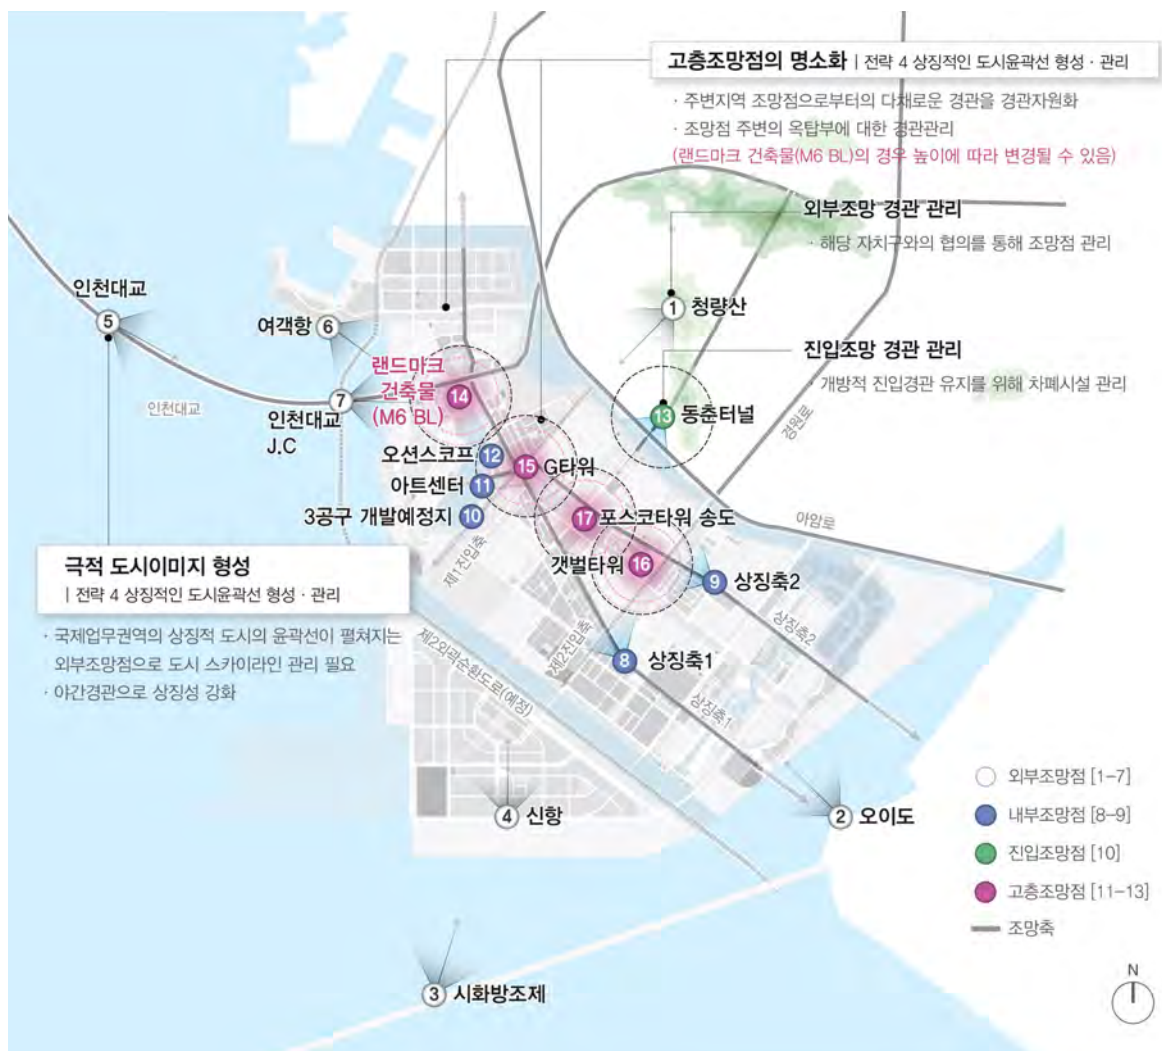 고층조망점의 명소화 | 전략 4 상징적인 도시윤곽선 형성 · 관리
· 주변지역 조망점으로부터의 다채로운 경관을 경관자원화
· 조망점 주변의 옥탑부에 대한 경관관리
(랜드마크 건축물(M6 BL)의 경우 높이에 따라 변경될 수 있음)
외부조망 경관 관리
· 해당 자치구와의 협의를 통해 조망점 관리
인천대교
5
여객항 6
1 청량산
진입조망 경관 관리
· 개방적 진입경관 유지를 위해 차폐시설 관리
랜드마크
건축물
(M6 BL)
14
7
인천대교
J.C
인천대교
13 동춘터널
경원로
오션스코프 12
15 G타워
아트센터 11
3공구 개발예정지 10
17 포스코타워 송도
아암로
갯벌타워 16
9 상징축2
제1진입축
극적 도시이미지 형성
| 전략 4 상징적인 도시윤곽선 형성 · 관리
· 국제업무권역의 상징적 도시의 윤곽선이 펼쳐지는
외부조망점으로 도시 스카이라인 관리 필요
· 야간경관으로 상징성 강화
제2외곽순환도로(예정)
제2진입축
8 상징축1
상징축2
상징축1
4 신항
2 오이도
3 시화방조제
외부조망점 [1-7]
내부조망점 [8-9]
진입조망점 [10]
고층조망점 [11-13]
조망축
N